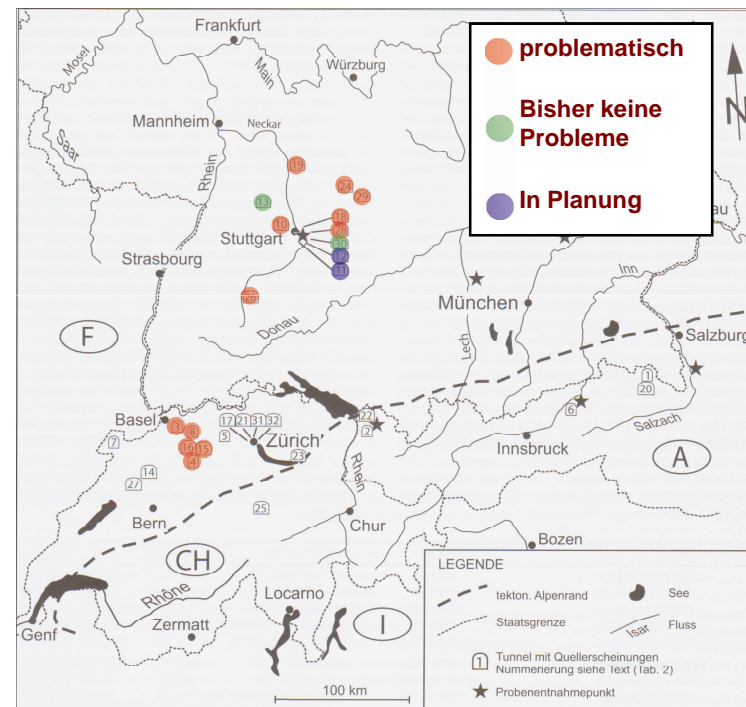 Frankfurt
Mosel
Main
Würzburg
problematisch
Bisher keine
Probleme
In Planung
N
Mannheim
Neckar
Saar
Rhein
19
24
29
13
10
18
28
30
12
11
Stuttgart
Strasbourg
26
Donau
Lech
München
Inn
Salzburg
F
1
20
6
Salzach
Innsbruck
A
Basel
3
8
16
15
4
17 21 31 32
5
Zürich
22
2
7
23
14
27
Bern
25
Rhein
Chur
Bozen
CH
Rhône
Locarno
I
Genf
Zermatt
100 km
LEGENDE
tekton. Alpenrand
See
Staatsgrenze
Isar
Fluss
1
Tunnel mit Quellerscheinungen
Nummerierung siehe Text (Tab. 2)
Probenentnahmepunkt